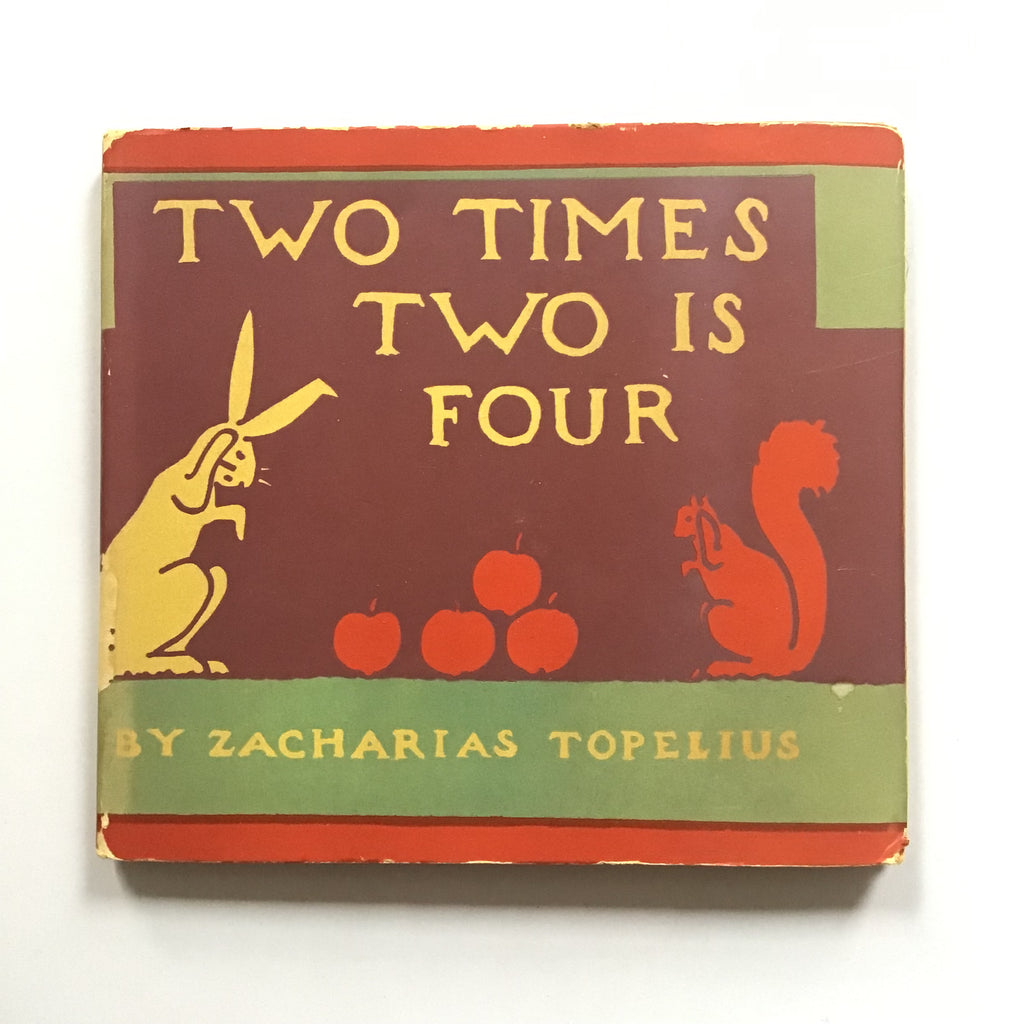 TWO TIMES
TWO IS
FOUR
BY ZACHARIAS TOPELIUS